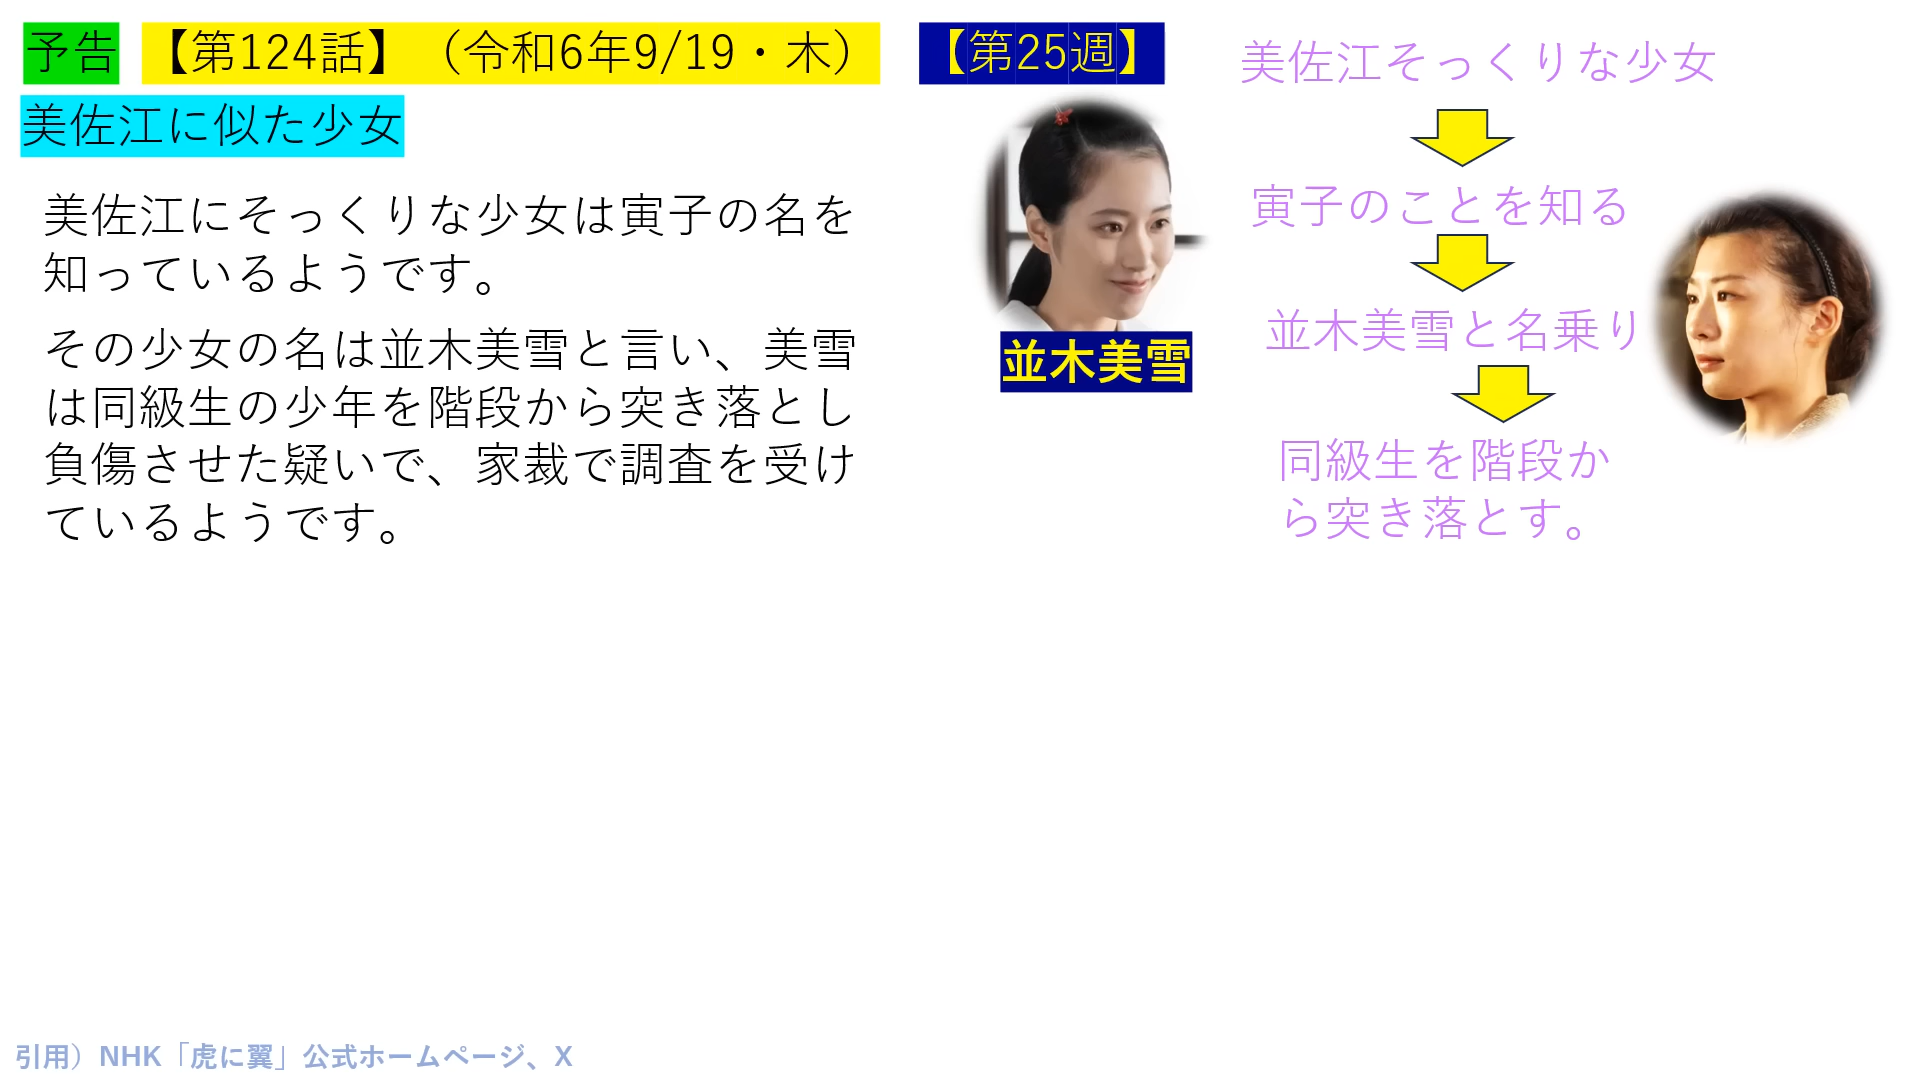 予告 【第124話】（令和6年9/19・木） 【第25週】
美佐江に似た少女
美佐江にそっくりな少女は寅子の名を
知っているようです。
その少女の名は並木美雪と言い、美雪
は同級生の少年を階段から突き落とし
負傷させた疑いで、家裁で調査を受け
ているようです。
並木美雪
美佐江そっくりな少女
寅子のことを知る
並木美雪と名乗り
同級生を階段か
ら突き落とす。
引用）NHK「虎に翼」公式ホームページ、X